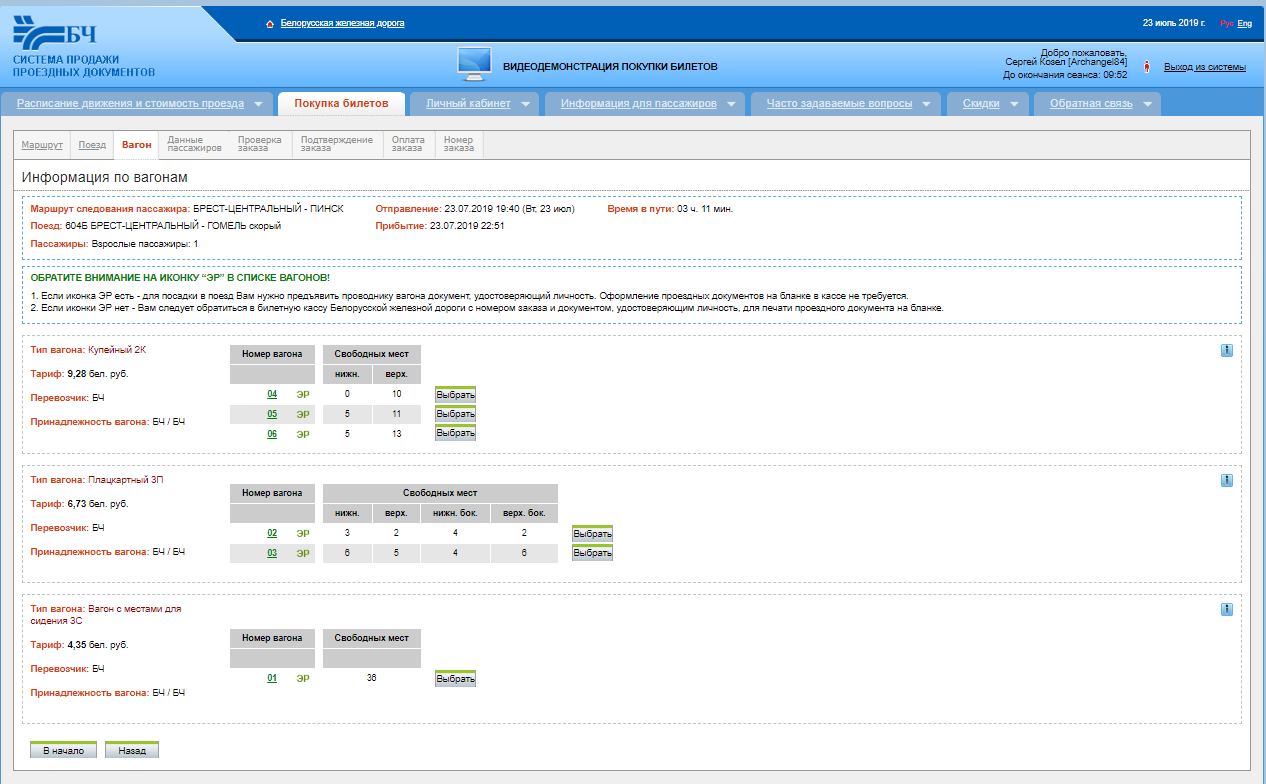 БЧ
СИСТЕМА ПРОДАЖИ
ПРОЕЗДНЫХ ДОКУМЕНТОВ
Белорусская железная дорога
23 июль 2019 г. Рус Eng
ВИДЕОДЕМОНСТРАЦИЯ ПОКУПКИ БИЛЕТОВ
Добро пожаловать,
Сергей Козел [Archangel84]
До окончания сеанса: 09:52
Выход из системы
Расписание движения и стоимость проезда Покупка билетов Личный кабинет Информация для пассажиров Часто задаваемые вопросы Скидки Обратная связь
Маршрут Поезд Вагон Данные пассажиров Проверка заказа Подтверждение заказа Оплата заказа Номер заказа
Информация по вагонам
Маршрут следования пассажира: БРЕСТ-ЦЕНТРАЛЬНЫЙ - ПИНСК Отправление: 23.07.2019 19:40 (Вт, 23 июл) Время в пути: 03 ч. 11 мин.
Поезд: 604Б БРЕСТ-ЦЕНТРАЛЬНЫЙ - ГОМЕЛЬ скорый Прибытие: 23.07.2019 22:51
Пассажиры: Взрослые пассажиры: 1
ОБРАТИТЕ ВНИМАНИЕ НА ИКОНКУ “ЭР” В СПИСКЕ ВАГОНОВ!
1. Если иконка ЭР есть - для посадки в поезд Вам нужно предъявить проводнику вагона документ, удостоверяющий личность. Оформление проездных документов на бланке в кассе не требуется.
2. Если иконки ЭР нет - Вам следует обратиться в билетную кассу Белорусской железной дороги с номером заказа и документом, удостоверяющим личность, для печати проездного документа на бланке.
Тип вагона: Купейный 2К
Тариф: 9,28 бел. руб.
Перевозчик: БЧ
Принадлежность вагона: БЧ / БЧ
Номер вагона Свободных мест
нижн. верх.
04 ЭР 0 10 Выбрать
05 ЭР 5 11 Выбрать
06 ЭР 5 13 Выбрать
Тип вагона: Плацкартный 3П
Тариф: 6,73 бел. руб.
Перевозчик: БЧ
Принадлежность вагона: БЧ / БЧ
Номер вагона Свободных мест
нижн. верх. нижн. бок. верх. бок.
02 ЭР 3 2 4 2 Выбрать
03 ЭР 6 5 4 6 Выбрать
Тип вагона: Вагон с местами для
сидения 3С
Тариф: 4,35 бел. руб.
Перевозчик: БЧ
Принадлежность вагона: БЧ / БЧ
Номер вагона Свободных мест
01 ЭР 36 Выбрать
В начало Назад